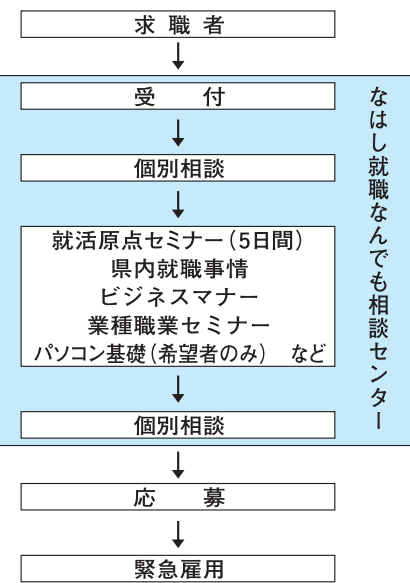 求職者
受　付
個別相談
就活原点セミナー（5日間）
県内就職事情
ビジネスマナー
業種職業セミナー
パソコン基礎（希望者のみ）　など
個別相談
なはし就職なんでも相談センター
応　募
緊急雇用